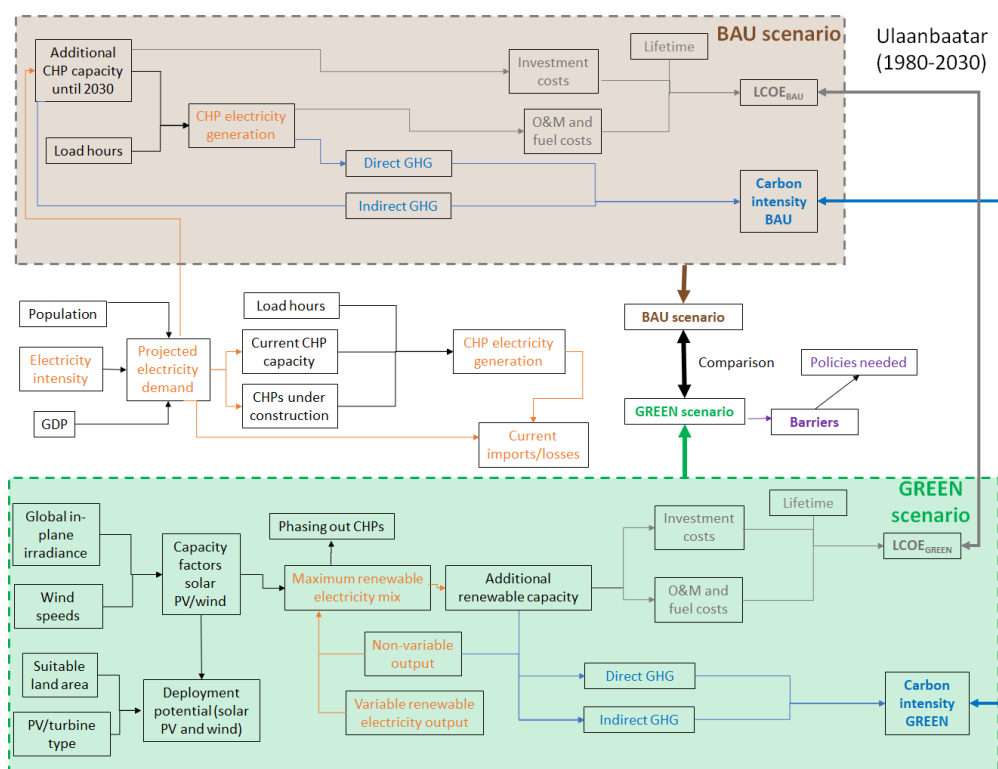 BAU scenario
Ulaanbaatar
(1980-2030)
Additional
CHP capacity
until 2030
Lifetime
Investment
costs
LCOEBAU
CHP electricity
generation
O&M and
fuel costs
Load hours
Direct GHG
Indirect GHG
Carbon
intensity
BAU
Population
Load hours
BAU scenario
Electricity
intensity
Projected
electricity
demand
Current CHP
capacity
CHP electricity
generation
Comparison
Policies needed
CHPs under
construction
GDP
GREEN scenario
Barriers
Current
imports/losses
GREEN
scenario
Global in-
plane
irradiance
Phasing out CHPs
Lifetime
Investment
costs
LCOEGREEN
Capacity
factors
solar
PV/wind
Maximum renewable
electricity mix
Additional
renewable capacity
Wind
speeds
O&M and
fuel costs
Non-variable
output
Suitable
land area
Deployment
potential (solar
PV and wind)
Direct GHG
Carbon
intensity
GREEN
Variable renewable
electricity output
Indirect GHG
PV/turbine
type